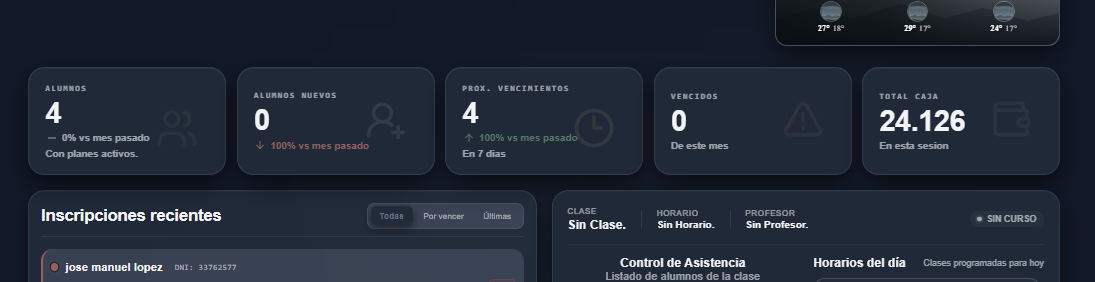 27° 18°
29° 17°
24° 17°
ALUMNOS
4
— 0% vs mes pasado
Con planes activos.
ALUMNOS NUEVOS
0
↓ 100% vs mes pasado
PROX. VENCIMIENTOS
4
↑ 100% vs mes pasado
En 7 dias
VENCIDOS
0
De este mes
TOTAL CAJA
24.126
En esta sesion
Inscripciones recientes
Todas Por vencer Últimas
jose manuel lopez DNI: 33762577
CLASE
Sin Clase.
HORARIO
Sin Horario.
PROFESOR
Sin Profesor.
SIN CURSO
Control de Asistencia
Listado de alumnos de la clase
Horarios del día Clases programadas para hoy